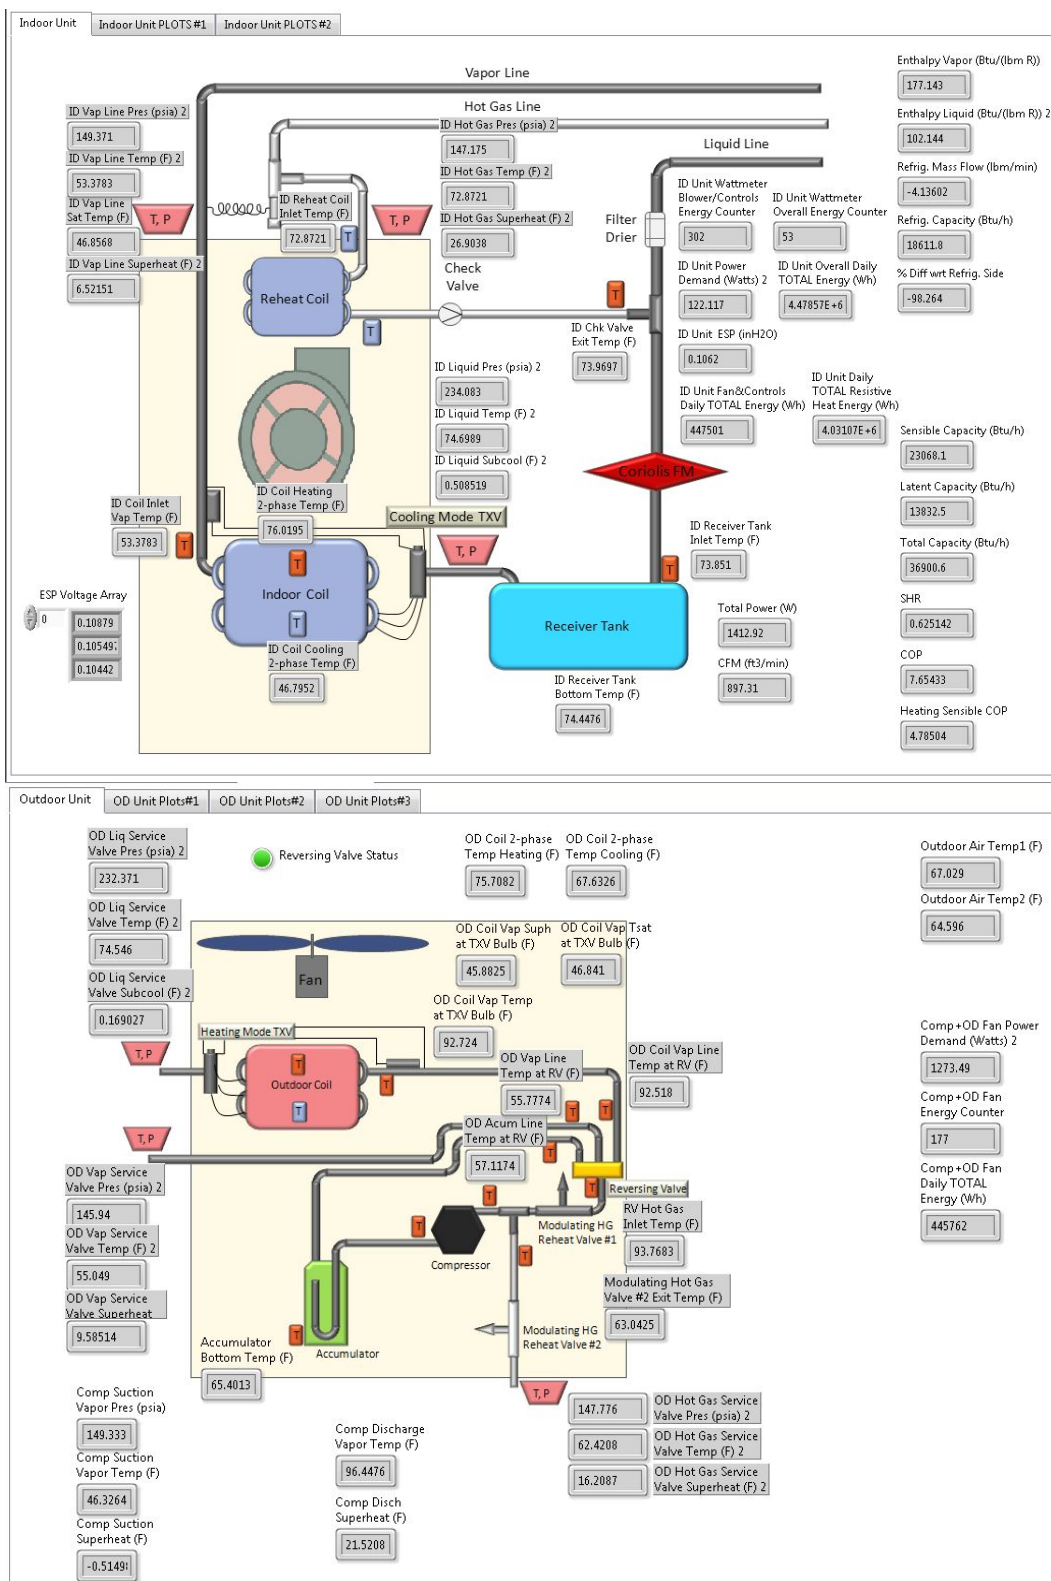 Indoor Unit
Indoor Unit PLOTS #1
Indoor Unit PLOTS #2
Vapor Line
Hot Gas Line
Liquid Line
ID Vap Line Pres (psia) 2
149.371
ID Vap Line Temp (F) 2
53.3783
ID Vap Line
Sat Temp (F)
46.8568
ID Vap Line Superheat (F) 2
6.52151
T, P
ID Reheat Coil
Inlet Temp (F)
72.8721
T
T, P
ID Hot Gas Pres (psia) 2
147.175
ID Hot Gas Temp (F) 2
72.8721
ID Hot Gas Superheat (F) 2
26.9038
Check
Valve
Reheat Coil
T
Filter
Drier
T
ID Chk Valve
Exit Temp (F)
73.9697
ID Unit Wattmeter
Blower/Controls
Energy Counter
302
ID Unit Wattmeter
Overall Energy Counter
53
ID Unit Power
Demand (Watts) 2
122.117
ID Unit Overall Daily
TOTAL Energy (Wh)
4.47857E+6
ID Unit ESP (inH2O)
0.1062
ID Unit Fan&Controls
Daily TOTAL Energy (Wh)
447501
ID Unit Daily
TOTAL Resistive
Heat Energy (Wh)
4.03107E+6
Enthalpy Vapor (Btu/(lbm R))
177.143
Enthalpy Liquid (Btu/(lbm R)) 2
102.144
Refrig. Mass Flow (lbm/min)
-4.13602
Refrig. Capacity (Btu/h)
18611.8
% Diff wrt Refrig. Side
-98.264
Sensible Capacity (Btu/h)
23068.1
Latent Capacity (Btu/h)
13832.5
Total Capacity (Btu/h)
36900.6
SHR
0.625142
COP
7.65433
Heating Sensible COP
4.78504
ID Liquid Pres (psia) 2
234.083
ID Liquid Temp (F) 2
74.6989
ID Liquid Subcool (F) 2
0.508519
Coriolis FM
ID Coil Inlet
Vap Temp (F)
53.3783
T
ID Coil Heating
2-phase Temp (F)
76.0195
T
Cooling Mode TXV
T, P
Indoor Coil
T
ID Coil Cooling
2-phase Temp (F)
46.7952
ID Receiver Tank
Inlet Temp (F)
73.851
T
Receiver Tank
ID Receiver Tank
Bottom Temp (F)
74.4476
Total Power (W)
1412.92
CFM (ft3/min)
897.31
ESP Voltage Array
0
0.10879
0.10549
0.10442
Outdoor Unit
OD Unit Plots#1
OD Unit Plots#2
OD Unit Plots#3
OD Liq Service
Valve Pres (psia) 2
232.371
OD Liq Service
Valve Temp (F) 2
74.546
OD Liq Service
Valve Subcool (F) 2
0.169027
T, P
Reversing Valve Status
OD Coil 2-phase
Temp Heating (F)
75.7082
OD Coil 2-phase
Temp Cooling (F)
67.6326
Outdoor Air Temp1 (F)
67.029
Outdoor Air Temp2 (F)
64.596
Fan
OD Coil Vap Suph
at TXV Bulb (F)
45.8825
OD Coil Vap Tsat
at TXV Bulb (F)
46.841
OD Coil Vap Temp
at TXV Bulb (F)
92.724
Heating Mode TXV
T
Outdoor Coil
T
T
OD Vap Line
Temp at RV (F)
55.7774
OD Coil Vap Line
Temp at RV (F)
92.518
T
T
OD Acum Line
Temp at RV (F)
57.1174
T
T
Reversing Valve
RV Hot Gas
Inlet Temp (F)
93.7683
Comp+OD Fan Power
Demand (Watts) 2
1273.49
Comp+OD Fan
Energy Counter
177
Comp+OD Fan
Daily TOTAL
Energy (Wh)
445762
T, P
OD Vap Service
Valve Pres (psia) 2
145.94
OD Vap Service
Valve Temp (F) 2
55.049
OD Vap Service
Valve Superheat
9.58514
T
T
Compressor
Modulating HG
Reheat Valve #1
T
Modulating Hot Gas
Valve #2 Exit Temp (F)
63.0425
Modulating HG
Reheat Valve #2
T
Accumulator
Accumulator
Bottom Temp (F)
65.4013
T, P
147.776
OD Hot Gas Service
Valve Pres (psia) 2
62.4208
OD Hot Gas Service
Valve Temp (F) 2
16.2087
OD Hot Gas Service
Valve Superheat (F) 2
Comp Suction
Vapor Pres (psia)
149.333
Comp Suction
Vapor Temp (F)
46.3264
Comp Suction
Superheat (F)
-0.5149
Comp Discharge
Vapor Temp (F)
96.4476
Comp Disch
Superheat (F)
21.5208